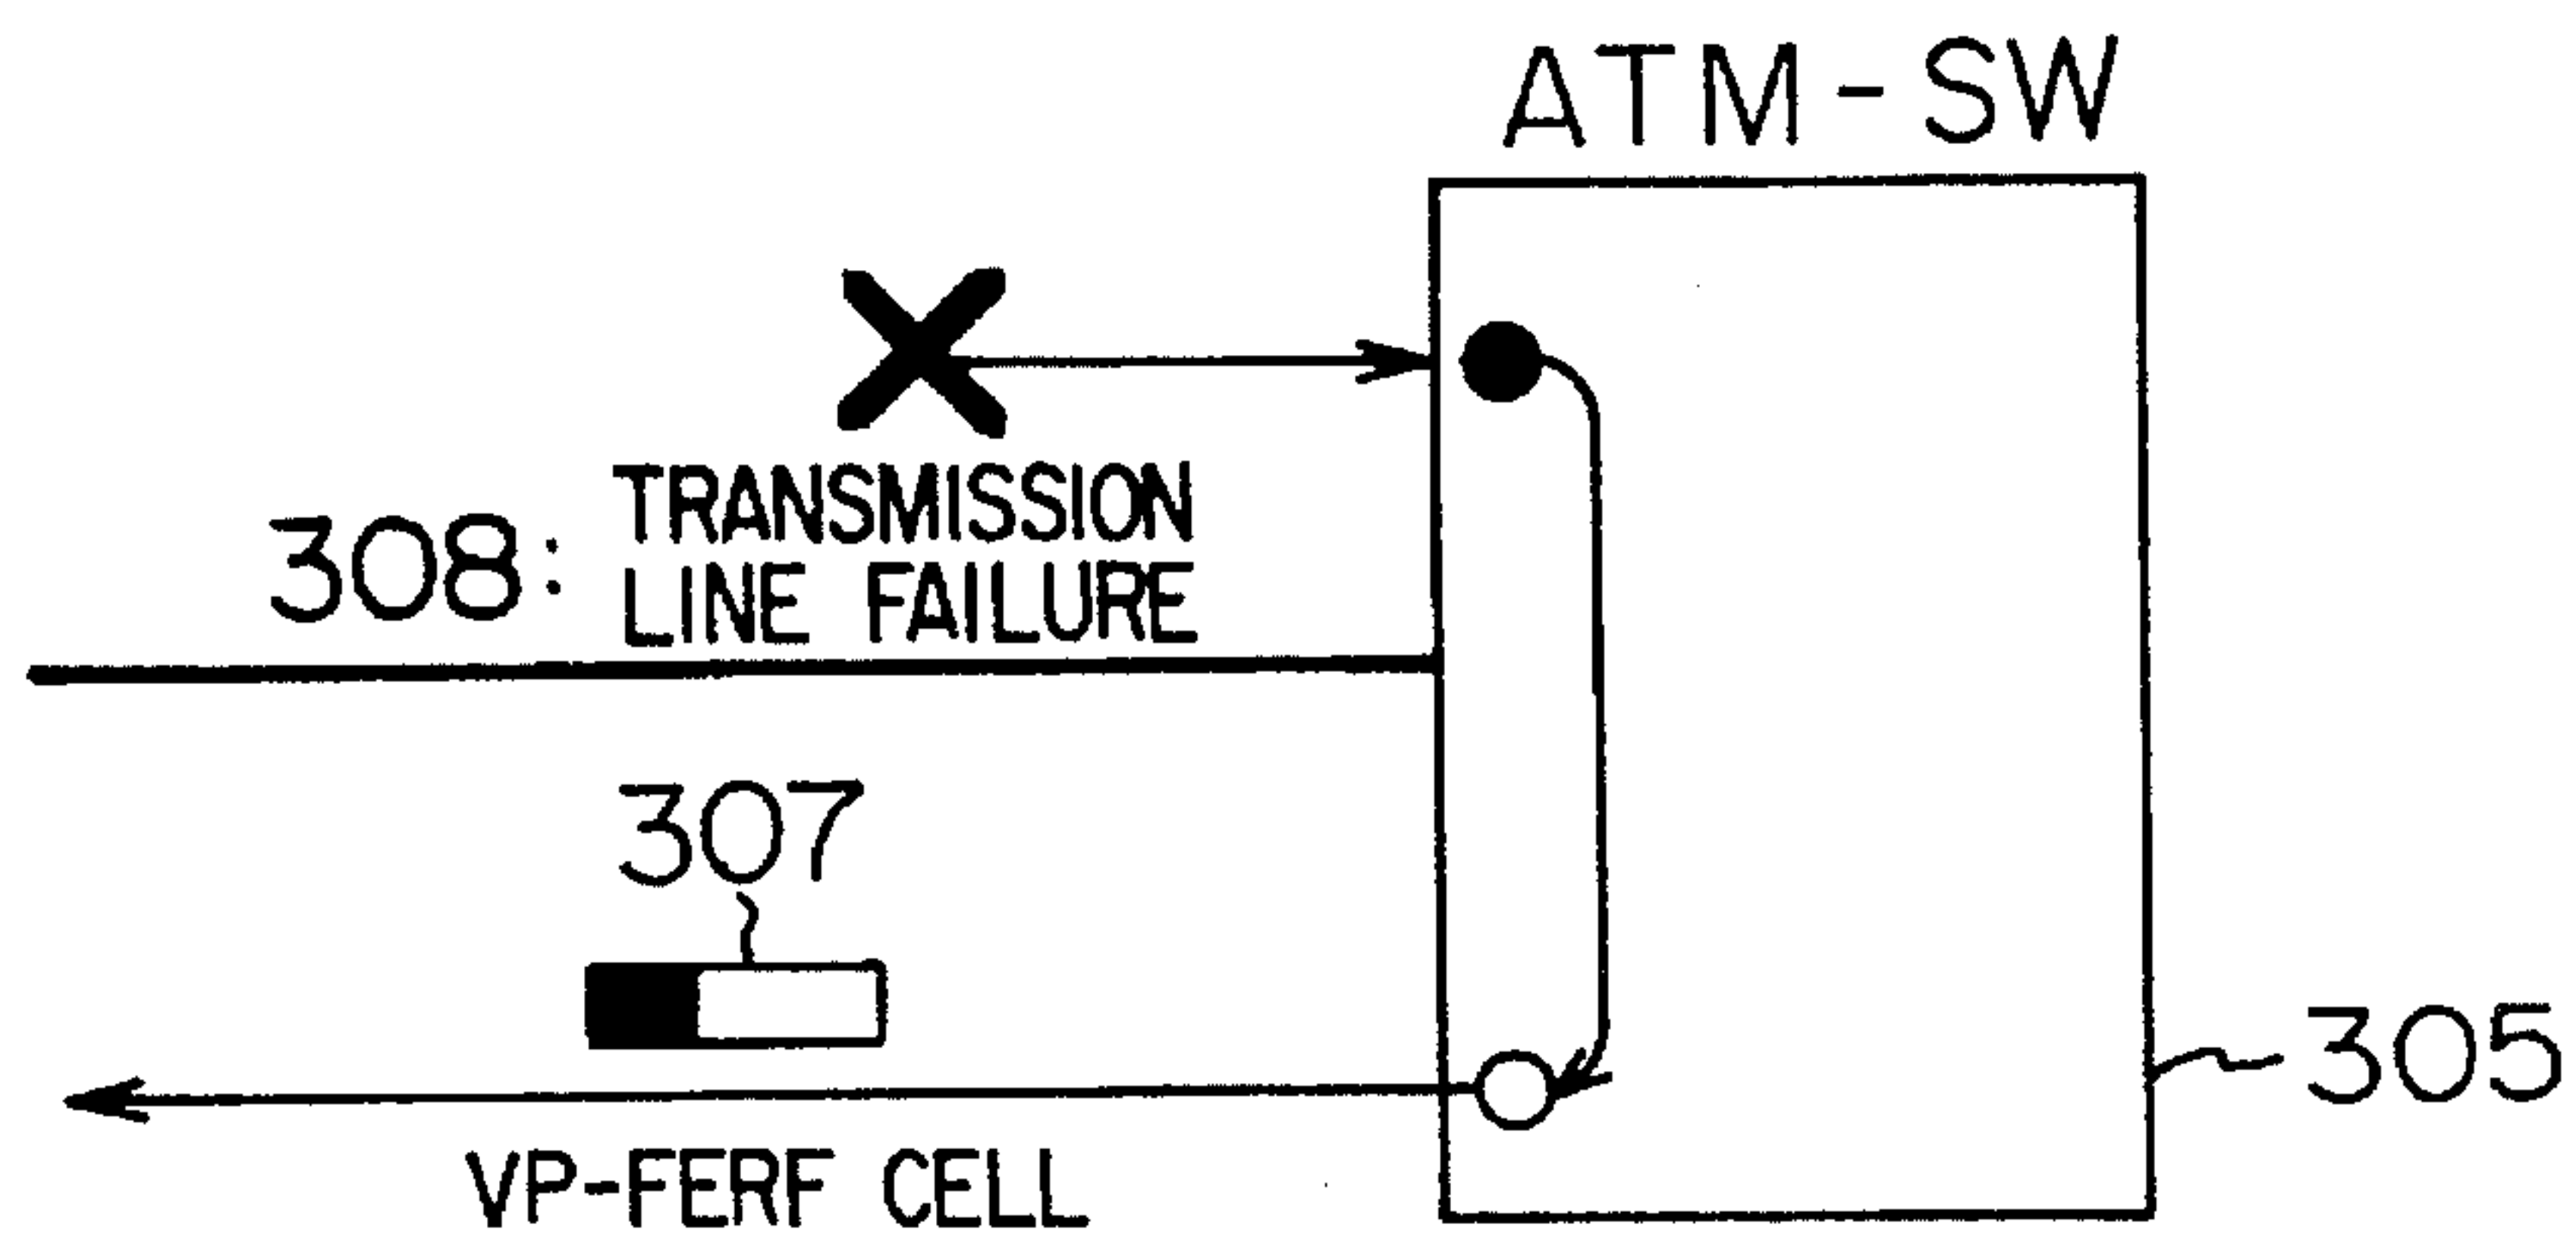 ATM-SW
308: TRANSMISSION
LINE FAILURE
307
305
VP-FERF CELL